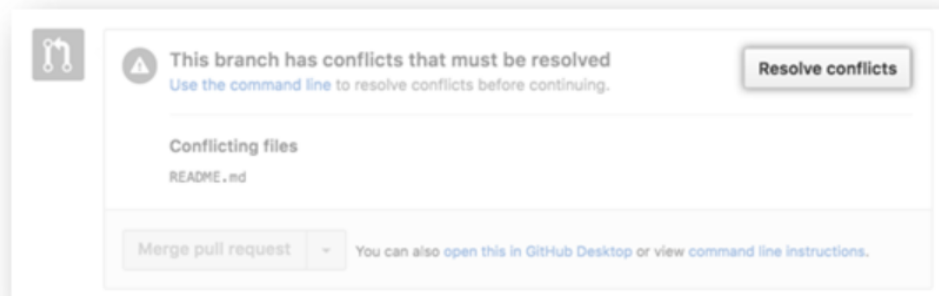 This branch has conflicts that must be resolved
Use the command line to resolve conflicts before continuing.
Resolve conflicts
Conflicting files
README.md
Merge pull request
You can also open this in GitHub Desktop or view command line instructions.